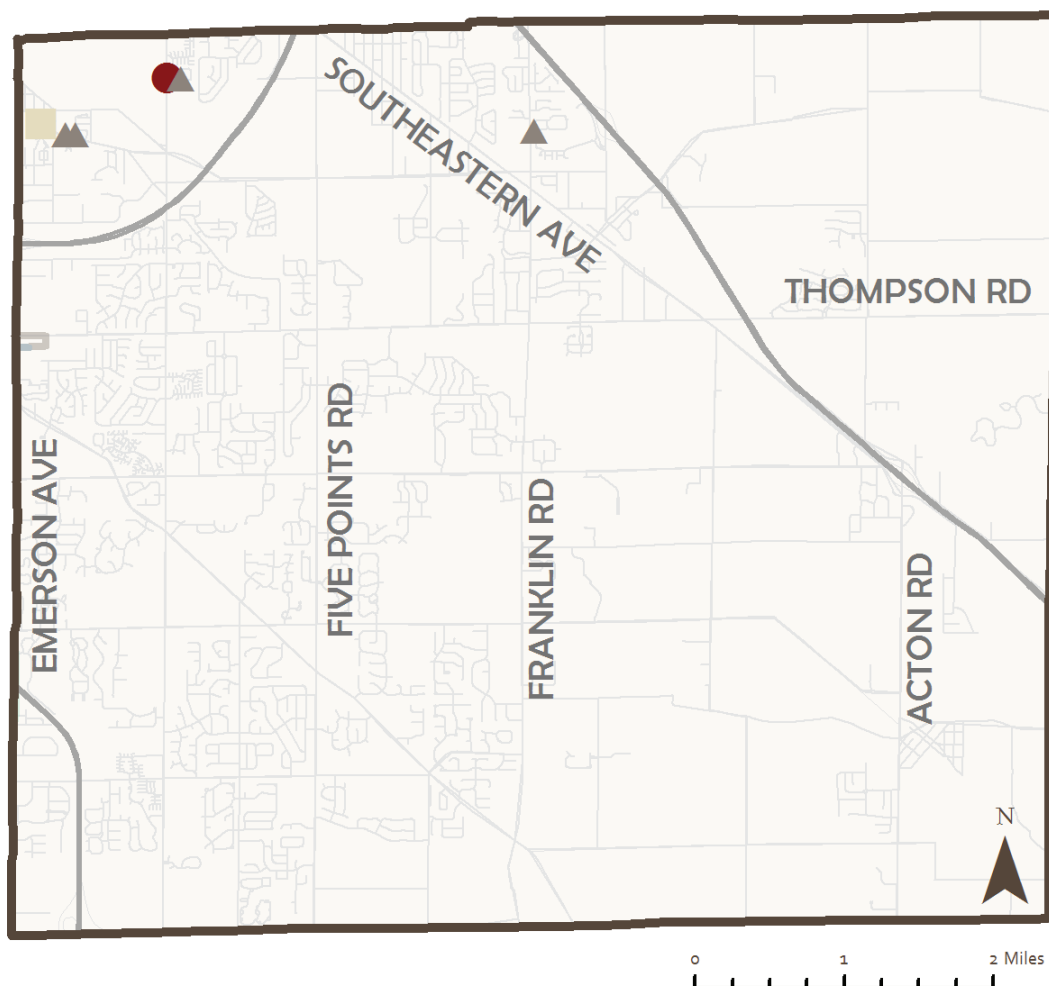 SOUTHEASTERN AVE
THOMPSON RD
EMERSON AVE
FIVE POINTS RD
FRANKLIN RD
ACTON RD
N
0 1 2 Miles